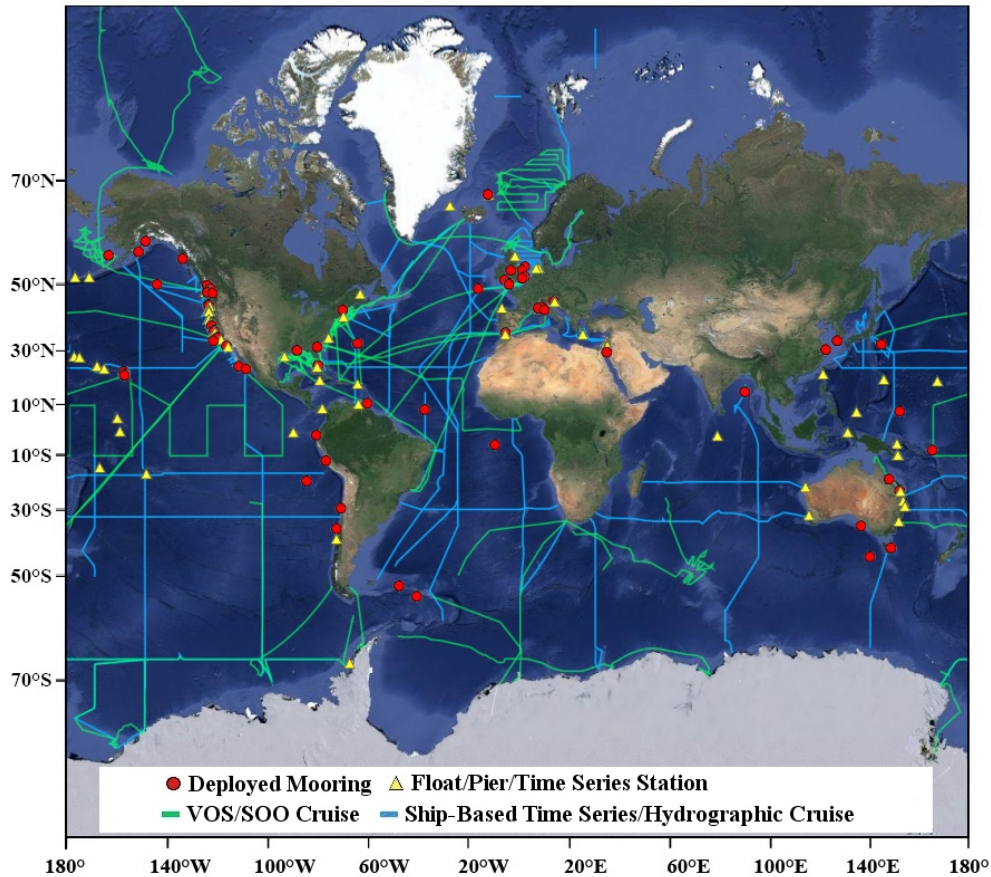 70°N
50°N
30°N
10°N
10°S
30°S
50°S
70°S
Deployed Mooring Float/Pier/Time Series Station
VOS/SOO Cruise Ship-Based Time Series/Hydrographic Cruise
180° 140°W 100°W 60°W 20°W 20°E 60°E 100°E 140°E 180°